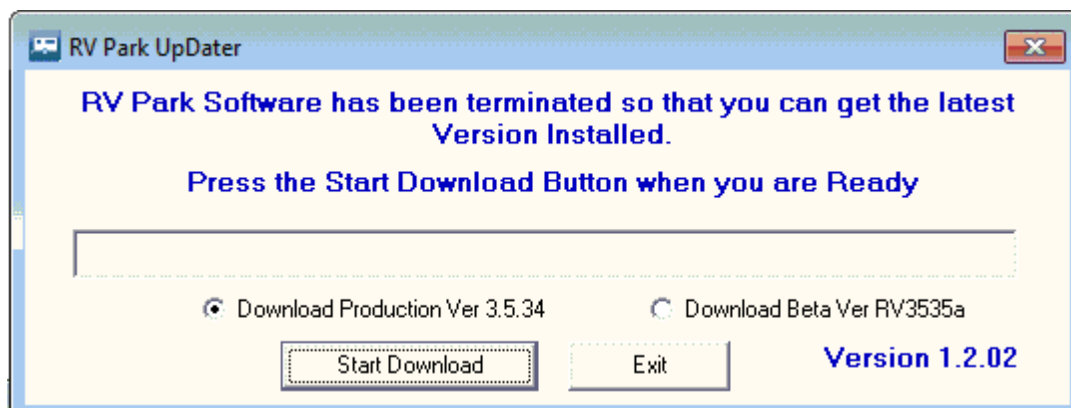 RV Park UpDater
RV Park Software has been terminated so that you can get the latest
Version Installed.
Press the Start Download Button when you are Ready
Download Production Ver 3.5.34 Download Beta Ver RV3535a
Start Download Exit Version 1.2.02